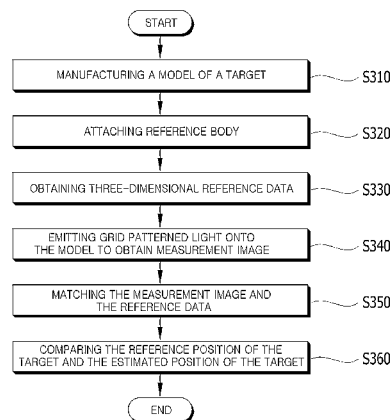 START
MANUFACTURING A MODEL OF A TARGET
S310
ATTACHING REFERENCE BODY
S320
OBTAINING THREE-DIMENSIONAL REFERENCE DATA
S330
EMITTING GRID PATTERNED LIGHT ONTO
THE MODEL TO OBTAIN MEASUREMENT IMAGE
S340
MATCHING THE MEASUREMENT IMAGE AND
THE REFERENCE DATA
S350
COMPARING THE REFERENCE POSITION OF THE
TARGET AND THE ESTIMATED POSITION OF THE TARGET
S360
END